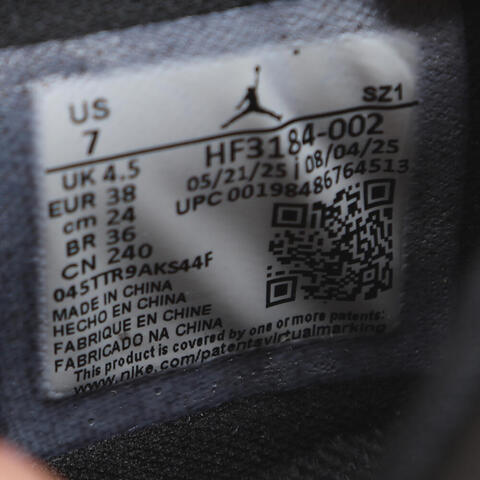 US
7
SZ1
HF3184-002
05/21/25 | 08/04/25
UPC 00198486764513
UK 4.5
EUR 38
cm 24
BR 36
CN 240
045TTR9AKS44F
MADE IN CHINA
HECHO EN CHINA
FABRIQUE EN CHINE
FABRICADO NA CHINA
This product is covered by one or more patents:
www.nike.com/patentsvirtualmarking